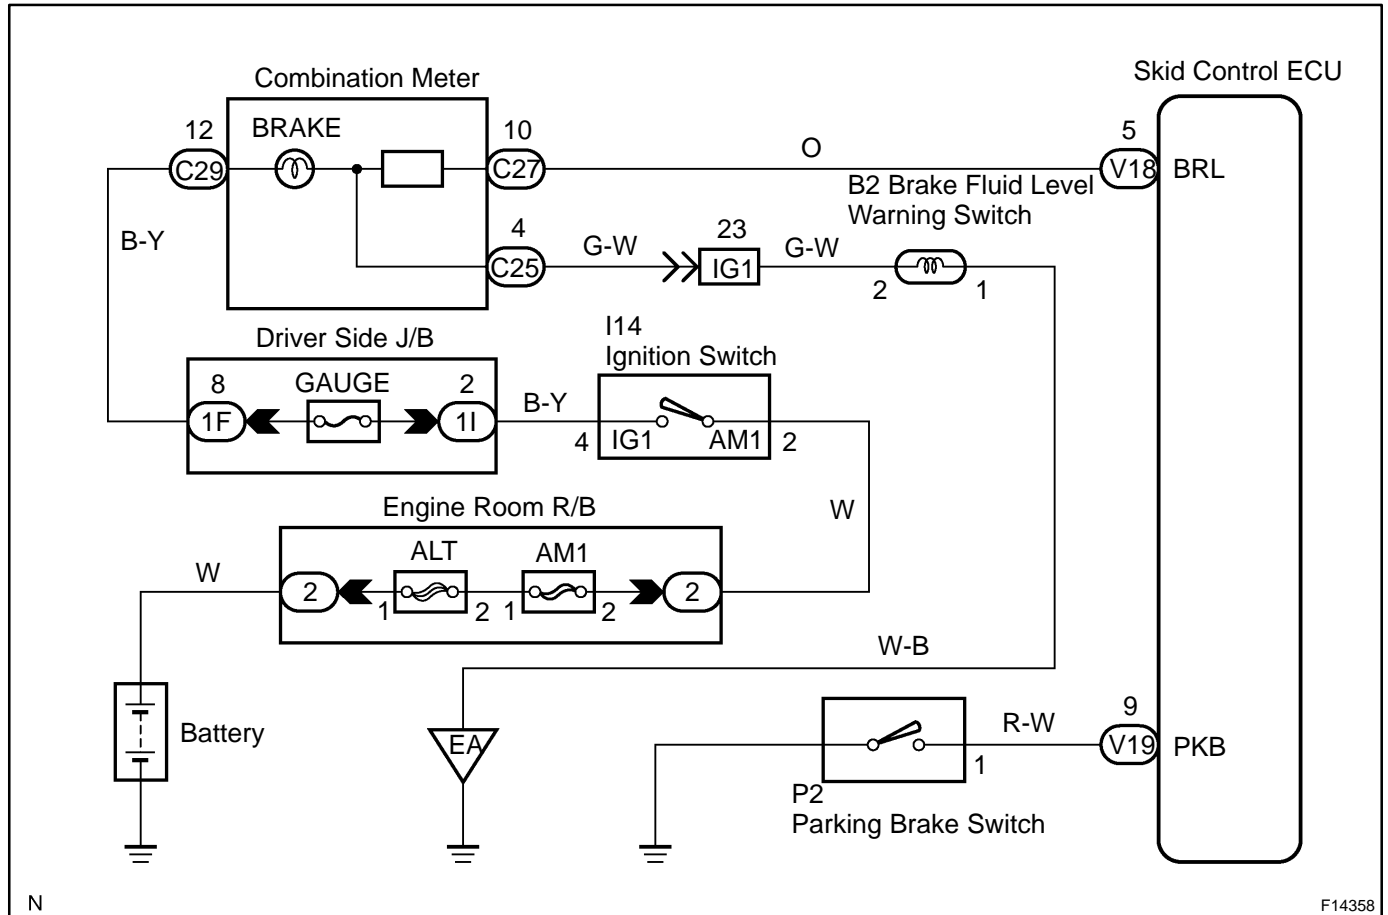 Skid Control ECU
Combination Meter
12 BRAKE 10 5
C29 C27 O V18 BRL
B2 Brake Fluid Level
Warning Switch
B-Y 4 G-W 23 G-W
C25 IG1 2 1
I14
Ignition Switch
Driver Side J/B
8 GAUGE 2 B-Y
1F 1I 4 IG1 AM1 2
Engine Room R/B
W
ALT AM1
W
2 1 2 1 2 2
W-B
Battery
EA
R-W 9
V19 PKB
1
P2
Parking Brake Switch
N F14358